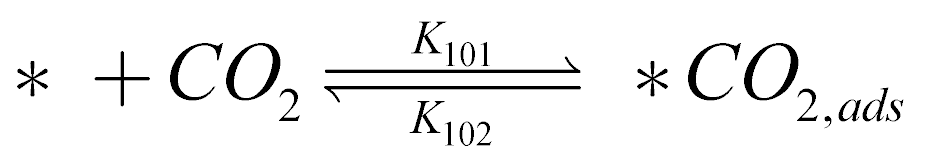 K₁₀₁
* + CO₂ ⇌ *CO₂,ads
K₁₀₂